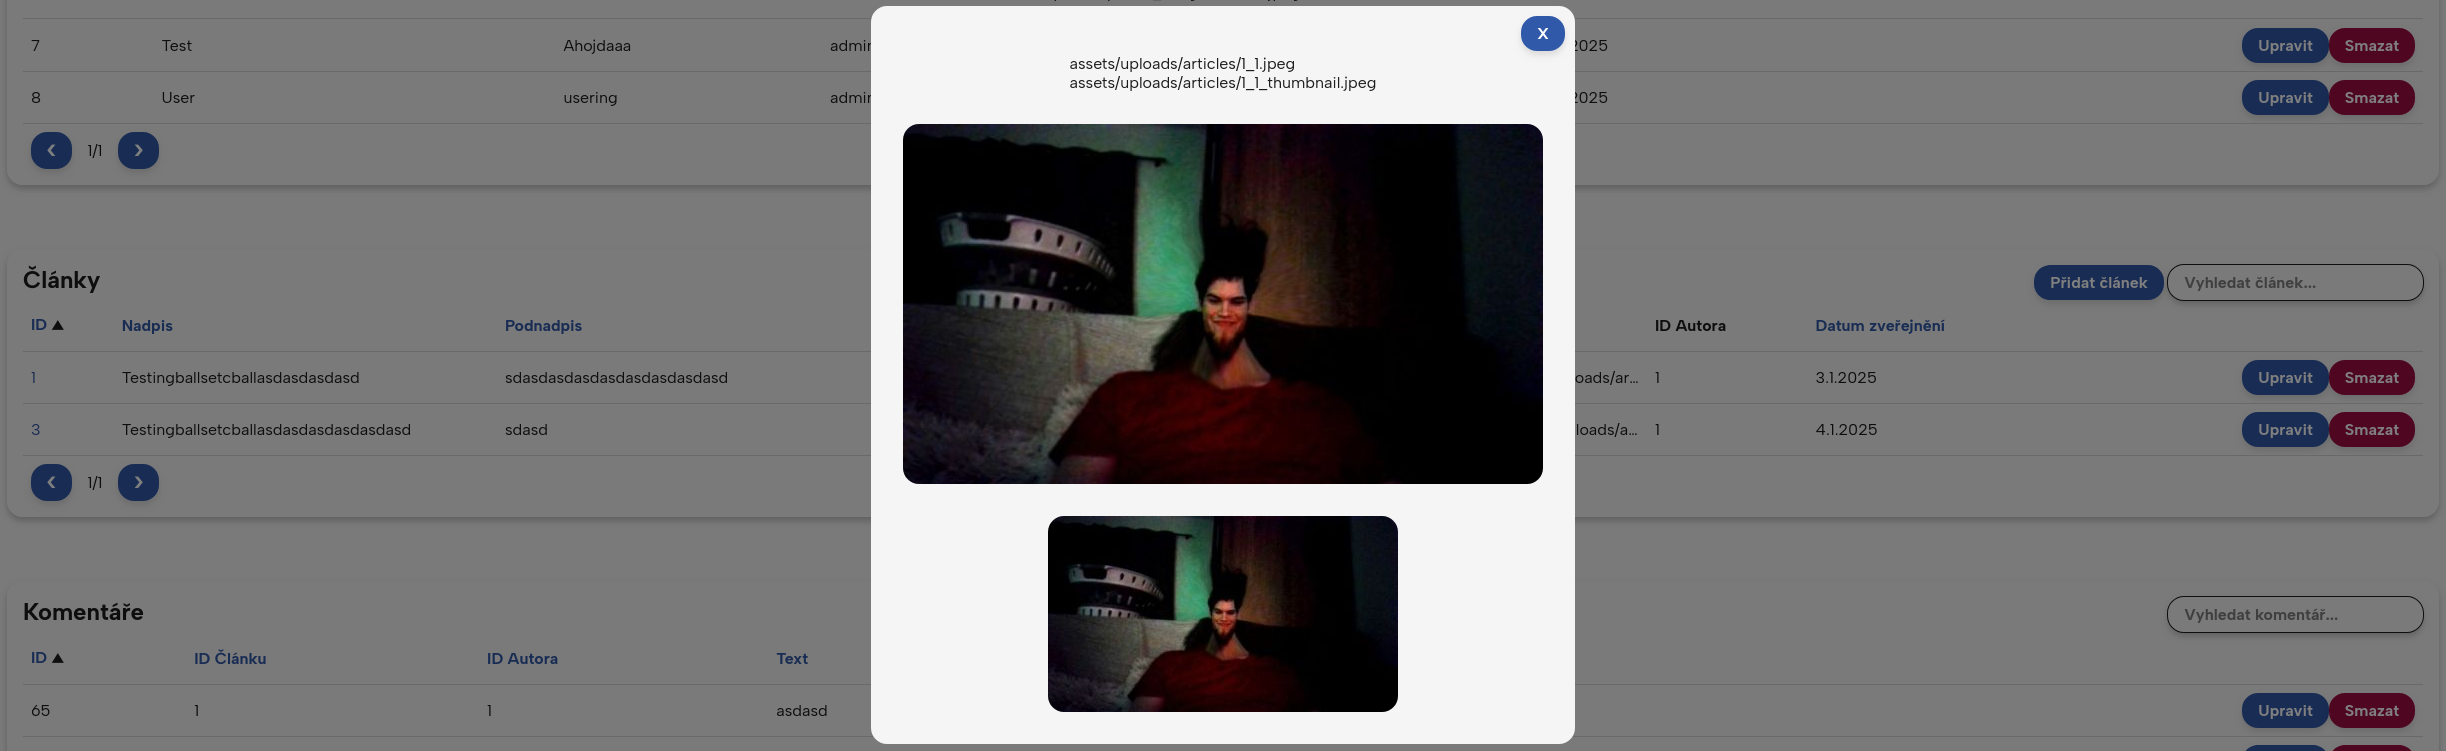 7 Test Ahojdaaa admin 2025 Upravit Smazat
8 User usering admin 2025 Upravit Smazat
1/1
X
assets/uploads/articles/1_1.jpeg
assets/uploads/articles/1_1_thumbnail.jpeg
Články Přidat článek Vyhledat článek...
ID ▲ Nadpis Podnadpis ID Autora Datum zveřejnění
1 Testingballsetcballasdasdasdasd sdasdasdasdasdasdasdasdasd oads/ar... 1 3.1.2025 Upravit Smazat
3 Testingballsetcballasdasdasdasdasdasd sdasd loads/a... 1 4.1.2025 Upravit Smazat
1/1
Komentáře Vyhledat komentář...
ID ▲ ID Článku ID Autora Text
65 1 1 asdasd Upravit Smazat